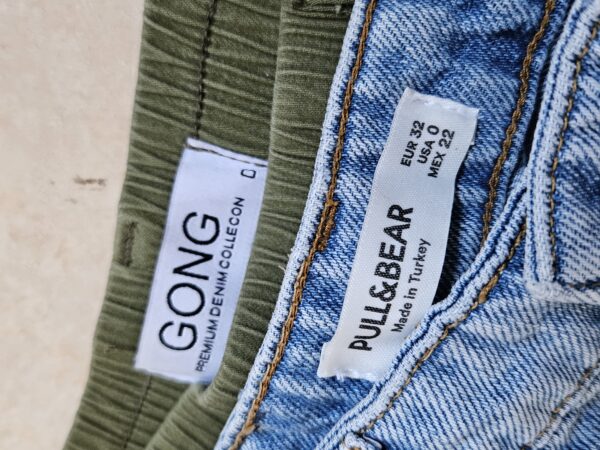 GONG
PREMIUM DENIM COLLECON
PULL&BEAR
Made in Turkey
EUR 32
USA 0
MEX 22